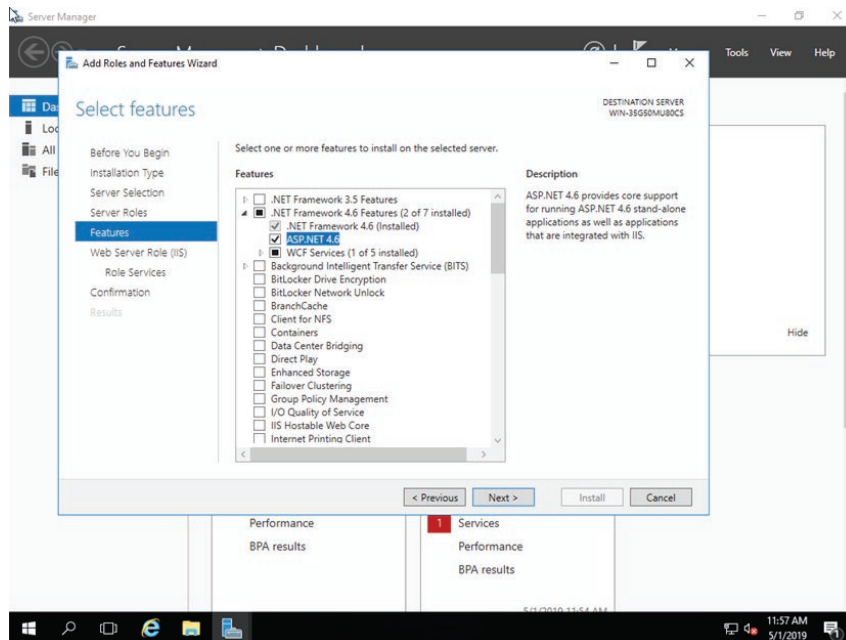 Server Manager
Tools View Help
Add Roles and Features Wizard
Select features
DESTINATION SERVER
WIN-35G50MU80CS
Before You Begin
Installation Type
Server Selection
Server Roles
Features
Web Server Role (IIS)
Role Services
Confirmation
Results
Select one or more features to install on the selected server.
Features
.NET Framework 3.5 Features
.NET Framework 4.6 Features (2 of 7 installed)
.NET Framework 4.6 (Installed)
ASP.NET 4.6
WCF Services (1 of 5 installed)
Background Intelligent Transfer Service (BITS)
BitLocker Drive Encryption
BitLocker Network Unlock
BranchCache
Client for NFS
Containers
Data Center Bridging
Direct Play
Enhanced Storage
Failover Clustering
Group Policy Management
I/O Quality of Service
IIS Hostable Web Core
Internet Printing Client
Description
ASP.NET 4.6 provides core support
for running ASP.NET 4.6 stand-alone
applications as well as applications
that are integrated with IIS.
< Previous
Next >
Install
Cancel
Hide
All
File
Performance
BPA results
1 Services
Performance
BPA results
5/1/2019 11:54 AM
11:57 AM
5/1/2019